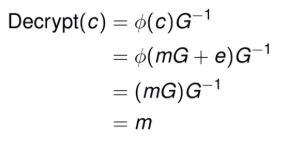 Decrypt(c) = ϕ(c)G⁻¹
= ϕ(mG + e)G⁻¹
= (mG)G⁻¹
= m